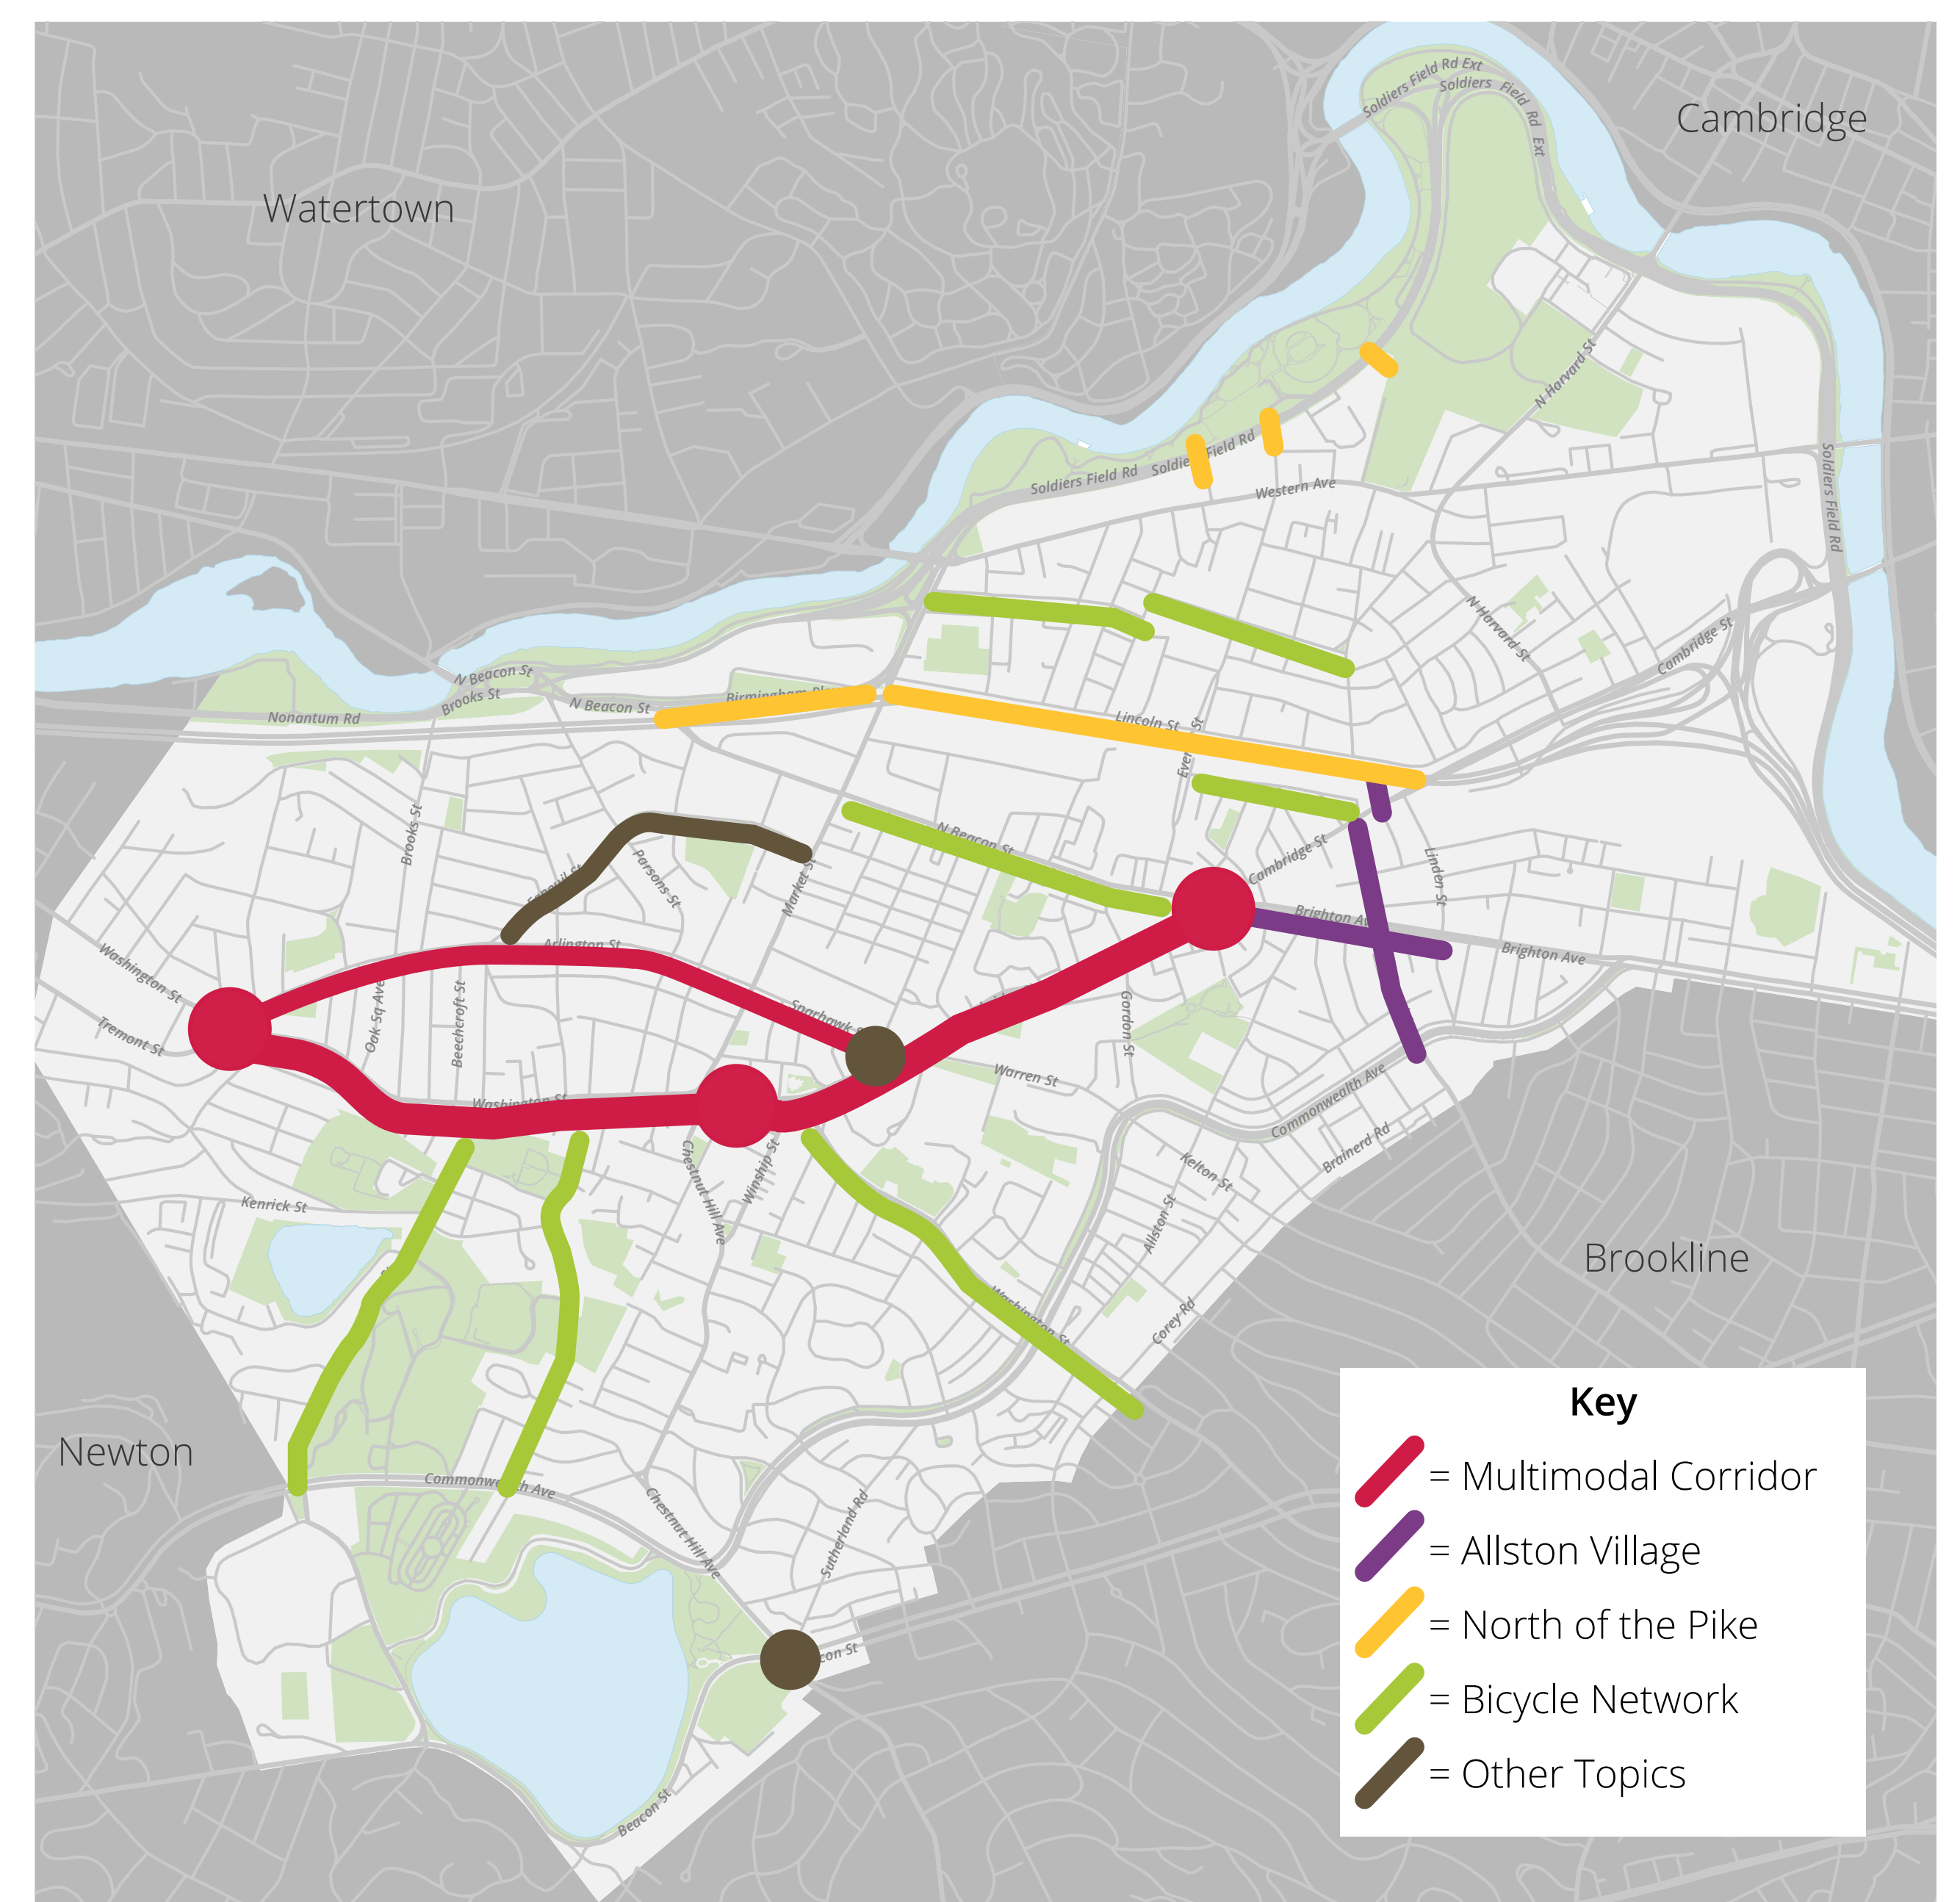 Soldiers Field Rd Ext
Soldiers Field Rd Ext
Cambridge
Watertown
N Harvard St
Soldiers Field Rd
Soldiers Field Rd
Western Ave
Soldiers Field Rd
N Harvard St
Cambridge St
N Beacon St
Brooks St
N Beacon St
Birmingham
Nonantum Rd
Lincoln St
Brooks St
N Beacon St
Cambridge St
Parsons St
Market St
Linden St
Brighton Ave
Brighton Ave
Arlington St
Washington St
Oak Sq Ave
Beechcroft St
Sparhawk
Gordon St
Tremont St
Warren St
Washington St
Commonwealth Ave
Brainerd Rd
Chestnut Hill Ave
Winship St
Kelton St
Kenrick St
Allston St
Brookline
Washington St
Corey Rd
Newton
Commonwealth Ave
Chestnut Hill Ave
Sutherland Rd
Beacon St
Key
= Multimodal Corridor
= Allston Village
= North of the Pike
= Bicycle Network
= Other Topics